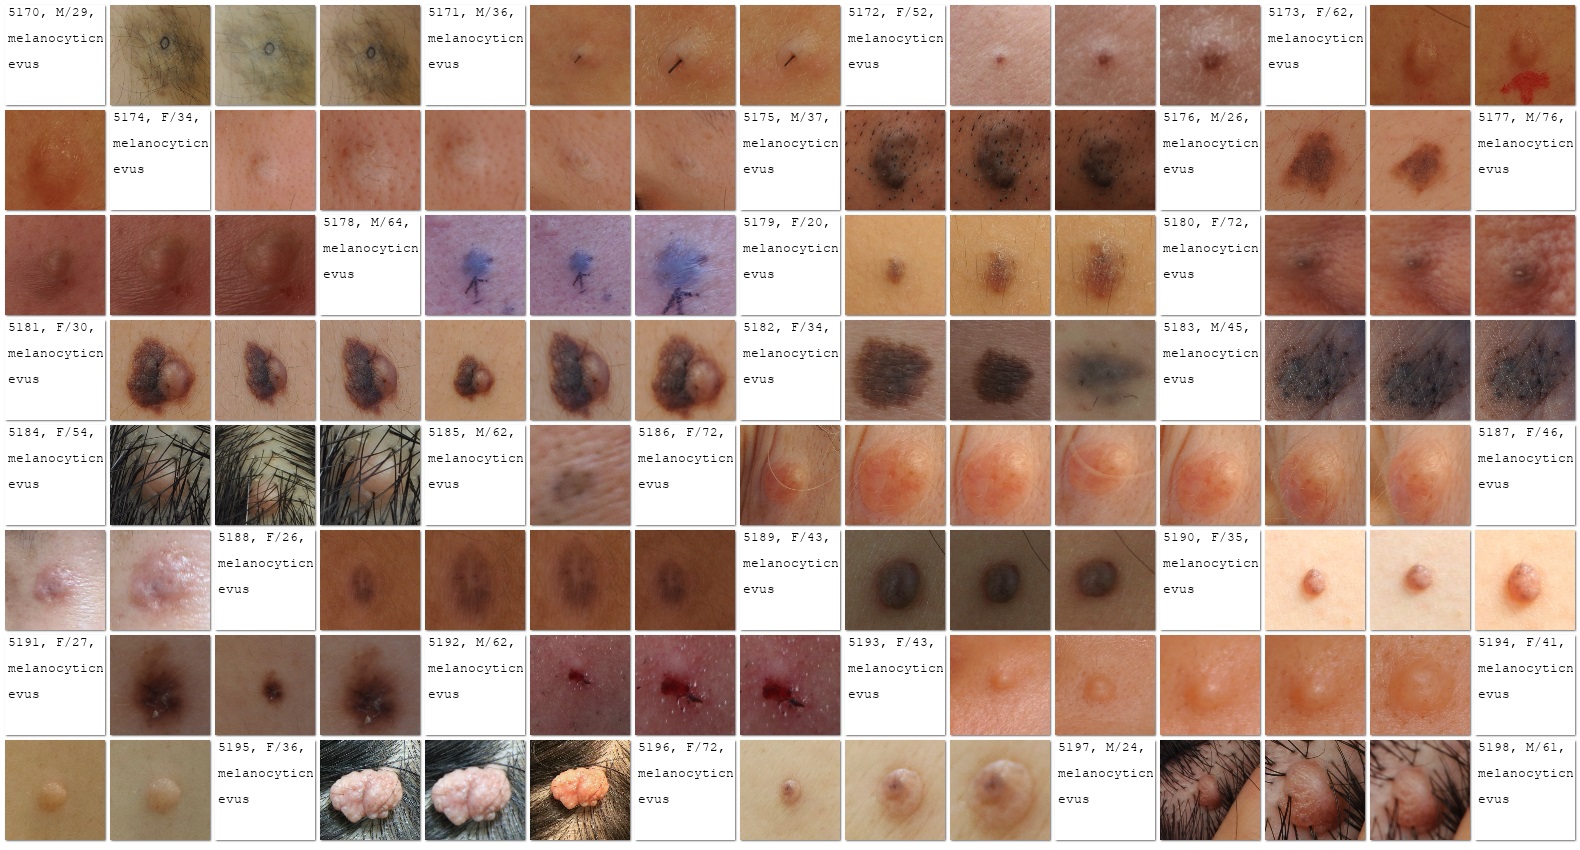 5170, M/29,
melanocyticn
evus
5171, M/36,
melanocyticn
evus
5172, F/52,
melanocyticn
evus
5173, F/62,
melanocyticn
evus
5174, F/34,
melanocyticn
evus
5175, M/37,
melanocyticn
evus
5176, M/26,
melanocyticn
evus
5177, M/76,
melanocyticn
evus
5178, M/64,
melanocyticn
evus
5179, F/20,
melanocyticn
evus
5180, F/72,
melanocyticn
evus
5181, F/30,
melanocyticn
evus
5182, F/34,
melanocyticn
evus
5183, M/45,
melanocyticn
evus
5184, F/54,
melanocyticn
evus
5185, M/62,
melanocyticn
evus
5186, F/72,
melanocyticn
evus
5187, F/46,
melanocyticn
evus
5188, F/26,
melanocyticn
evus
5189, F/43,
melanocyticn
evus
5190, F/35,
melanocyticn
evus
5191, F/27,
melanocyticn
evus
5192, M/62,
melanocyticn
evus
5193, F/43,
melanocyticn
evus
5194, F/41,
melanocyticn
evus
5195, F/36,
melanocyticn
evus
5196, F/72,
melanocyticn
evus
5197, M/24,
melanocyticn
evus
5198, M/61,
melanocyticn
evus